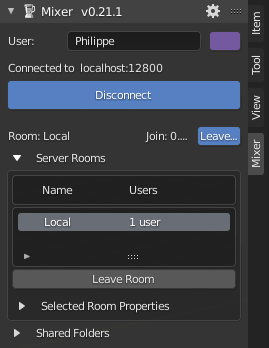 Mixer v0.21.1
User: Philippe
Connected to localhost:12800
Disconnect
Room: Local Join: 0.... Leave...
Server Rooms
Name Users
Local 1 user
Leave Room
Selected Room Properties
Shared Folders
Item
Tool
View
Mixer